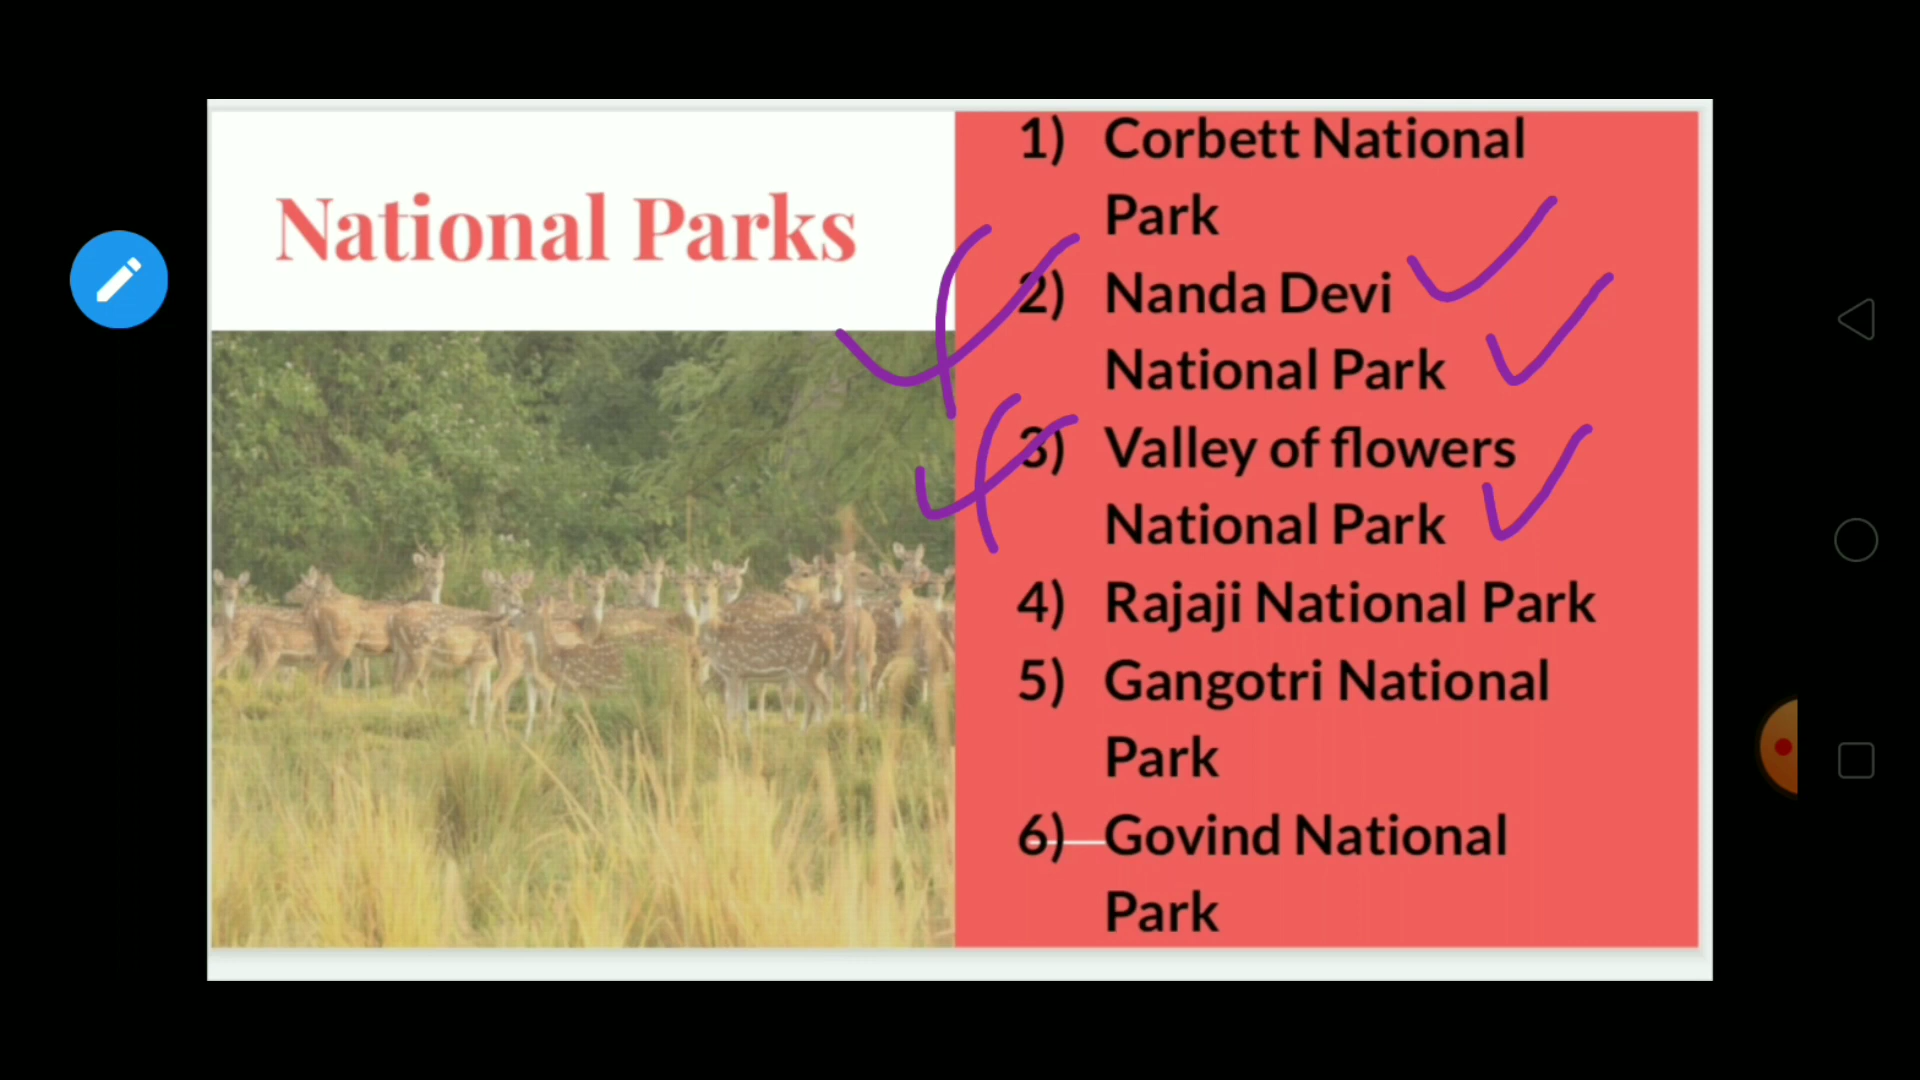 National Parks
1) Corbett National
Park
2) Nanda Devi
National Park
3) Valley of flowers
National Park
4) Rajaji National Park
5) Gangotri National
Park
6) Govind National
Park